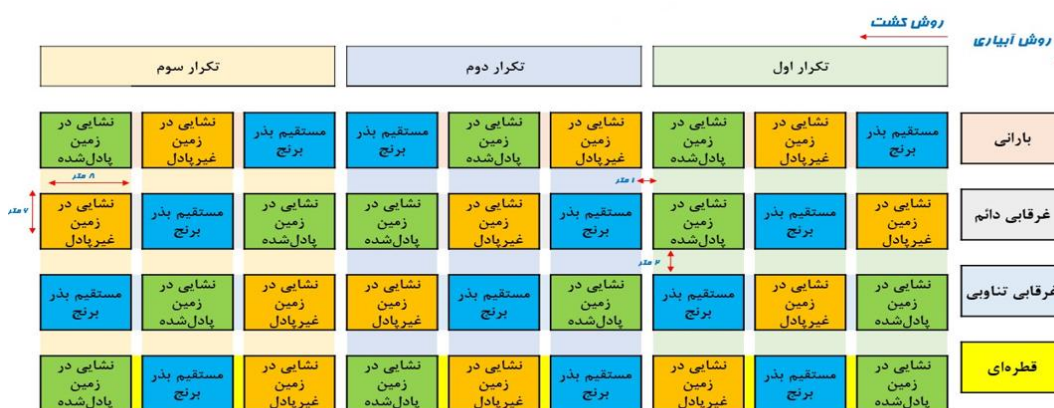 روش کشت
روش آبیاری
تکرار اول
تکرار دوم
تکرار سوم
بارانی
مستقیم بذر
برنج
نشایی در
زمین
غیرپادل
نشایی در
زمین
پادل‌شده
نشایی در
زمین
غیرپادل
نشایی در
زمین
پادل‌شده
مستقیم بذر
برنج
مستقیم بذر
برنج
نشایی در
زمین
غیرپادل
نشایی در
زمین
پادل‌شده
۸ متر
۱ متر
غرقابی دائم
نشایی در
زمین
غیرپادل
مستقیم بذر
برنج
نشایی در
زمین
پادل‌شده
مستقیم بذر
برنج
نشایی در
زمین
غیرپادل
نشایی در
زمین
پادل‌شده
نشایی در
زمین
پادل‌شده
مستقیم بذر
برنج
نشایی در
زمین
غیرپادل
۶ متر
۲ متر
غرقابی تناوبی
نشایی در
زمین
پادل‌شده
نشایی در
زمین
غیرپادل
مستقیم بذر
برنج
نشایی در
زمین
پادل‌شده
مستقیم بذر
برنج
نشایی در
زمین
غیرپادل
نشایی در
زمین
غیرپادل
نشایی در
زمین
پادل‌شده
مستقیم بذر
برنج
قطره‌ای
نشایی در
زمین
پادل‌شده
مستقیم بذر
برنج
نشایی در
زمین
غیرپادل
مستقیم بذر
برنج
نشایی در
زمین
غیرپادل
نشایی در
زمین
پادل‌شده
نشایی در
زمین
غیرپادل
مستقیم بذر
برنج
نشایی در
زمین
پادل‌شده